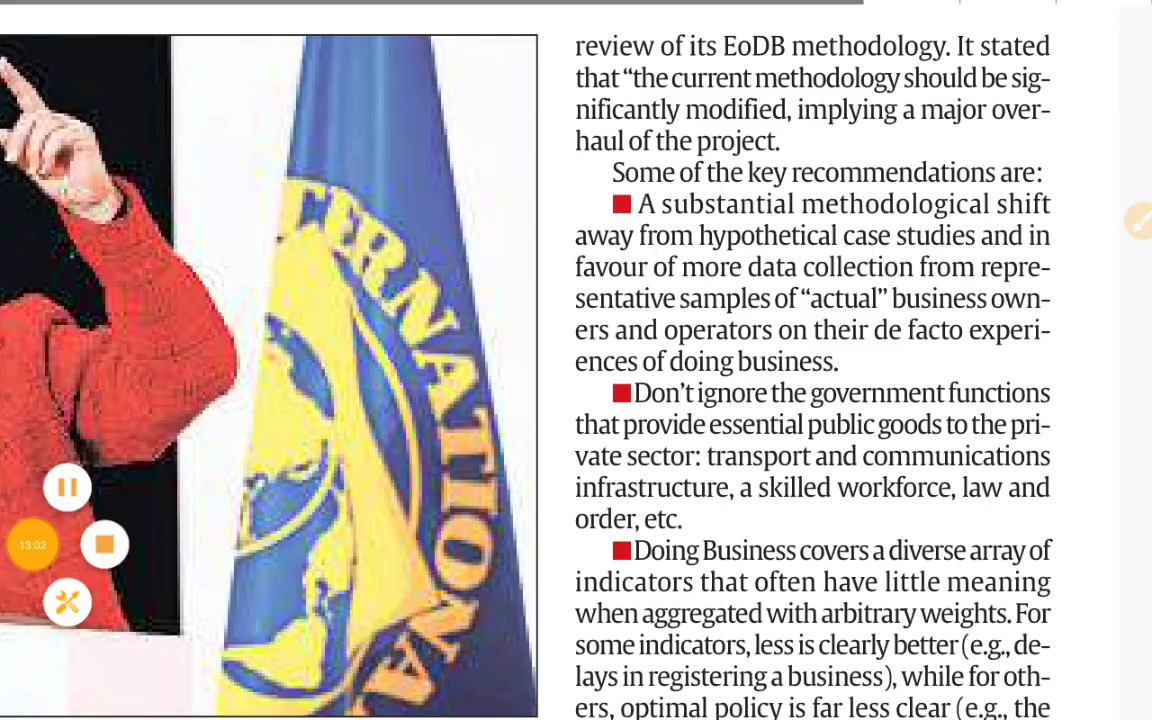 ERNATIONA
13:02
review of its EoDB methodology. It stated
that “the current methodology should be sig-
nificantly modified, implying a major over-
haul of the project.
Some of the key recommendations are:
■ A substantial methodological shift
away from hypothetical case studies and in
favour of more data collection from repre-
sentative samples of “actual” business own-
ers and operators on their de facto experi-
ences of doing business.
■ Don’t ignore the government functions
that provide essential public goods to the pri-
vate sector: transport and communications
infrastructure, a skilled workforce, law and
order, etc.
■ Doing Business covers a diverse array of
indicators that often have little meaning
when aggregated with arbitrary weights. For
some indicators, less is clearly better (e.g., de-
lays in registering a business), while for oth-
ers, optimal policy is far less clear (e.g., the